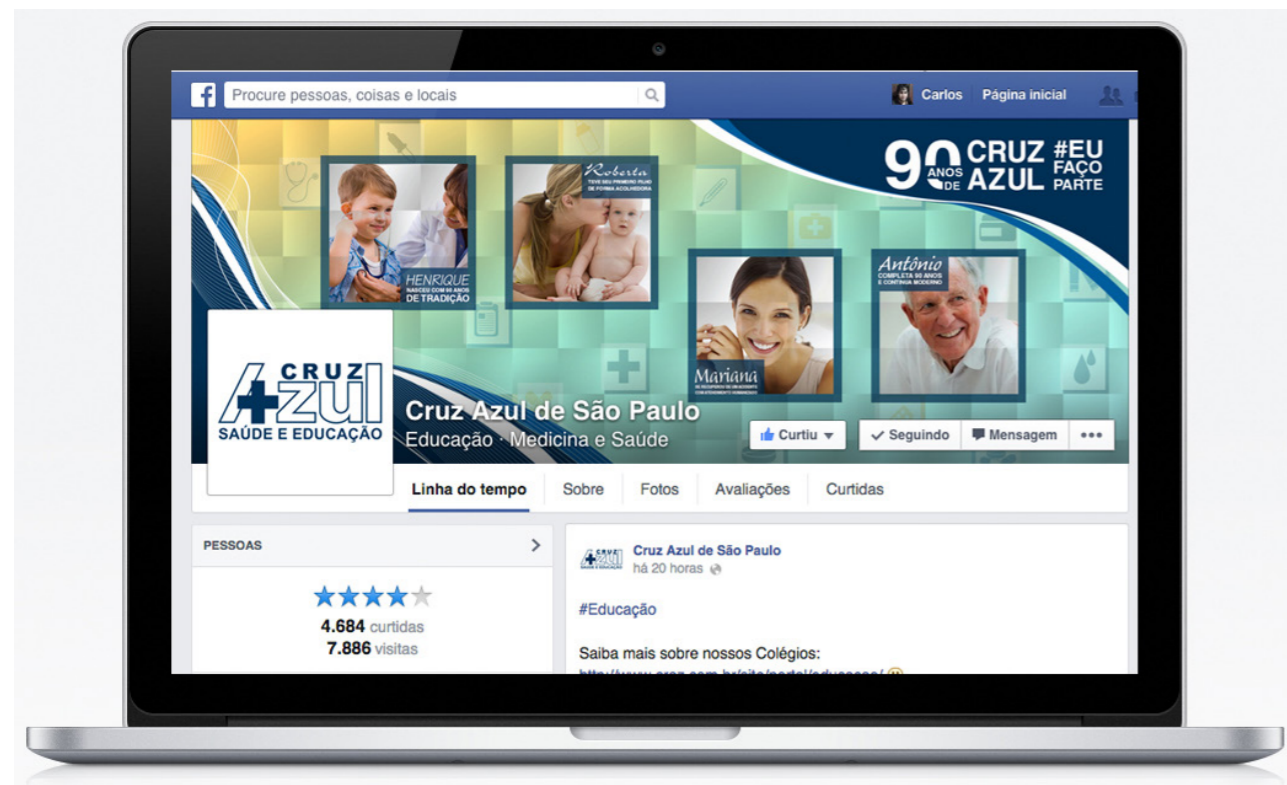 f
Procure pessoas, coisas e locais
Carlos Página inicial
90 ANOS DE CRUZ AZUL #EU FAÇO PARTE
Roberta
TEVE SEU PRIMEIRO FILHO
DE FORMA ACOLHEDORA
HENRIQUE
NASCEU COM 90 ANOS
DE TRADIÇÃO
Antônio
COMPLETA 90 ANOS
E CONTINUA MODERNO
Mariana
CRUZ
AZUL
SAÚDE E EDUCAÇÃO
Cruz Azul de São Paulo
Educação · Medicina e Saúde
Curtiu
Seguindo
Mensagem
Linha do tempo
Sobre
Fotos
Avaliações
Curtidas
PESSOAS
4.684 curtidas
7.886 visitas
CRUZ
AZUL
Cruz Azul de São Paulo
há 20 horas
#Educação
Saiba mais sobre nossos Colégios: